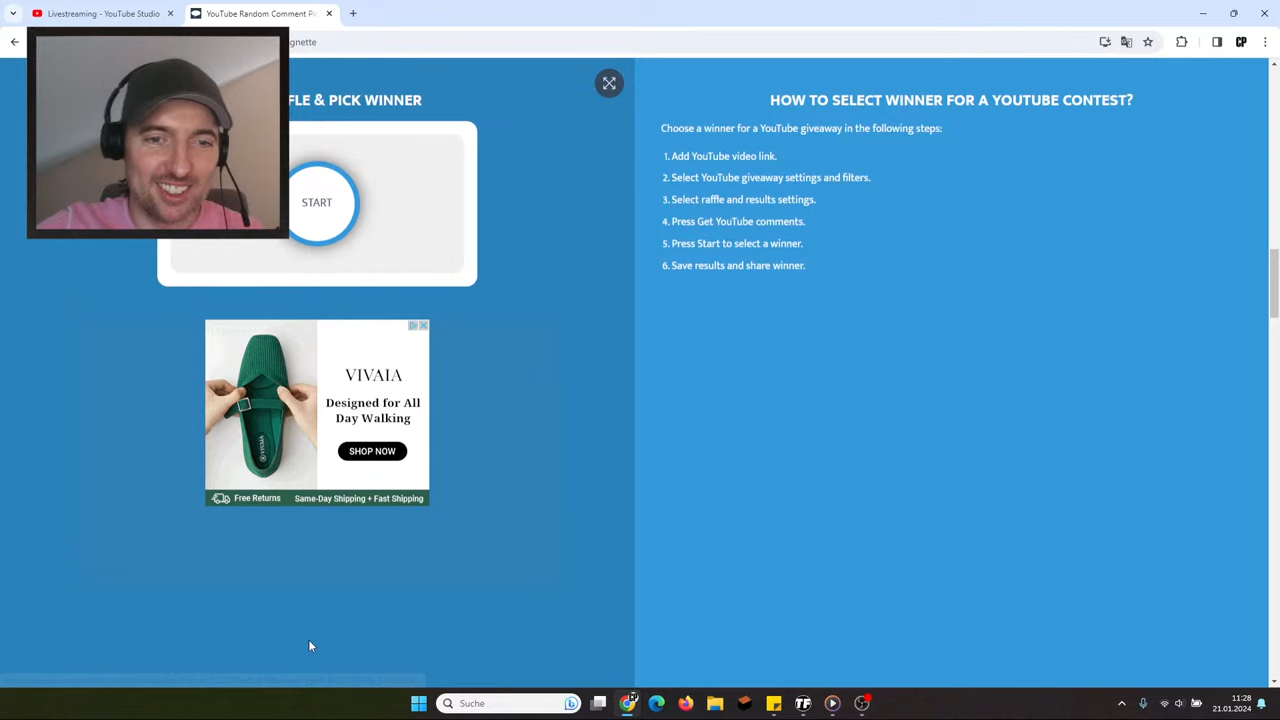 Livestreaming - YouTube Studio
YouTube Random Comment Pi
gnette
FLE & PICK WINNER
START
VIVAIA
Designed for All
Day Walking
SHOP NOW
Free Returns
Same-Day Shipping + Fast Shipping
HOW TO SELECT WINNER FOR A YOUTUBE CONTEST?
Choose a winner for a YouTube giveaway in the following steps:
1. Add YouTube video link.
2. Select YouTube giveaway settings and filters.
3. Select raffle and results settings.
4. Press Get YouTube comments.
5. Press Start to select a winner.
6. Save results and share winner.
Suche
11:28
21.01.2024